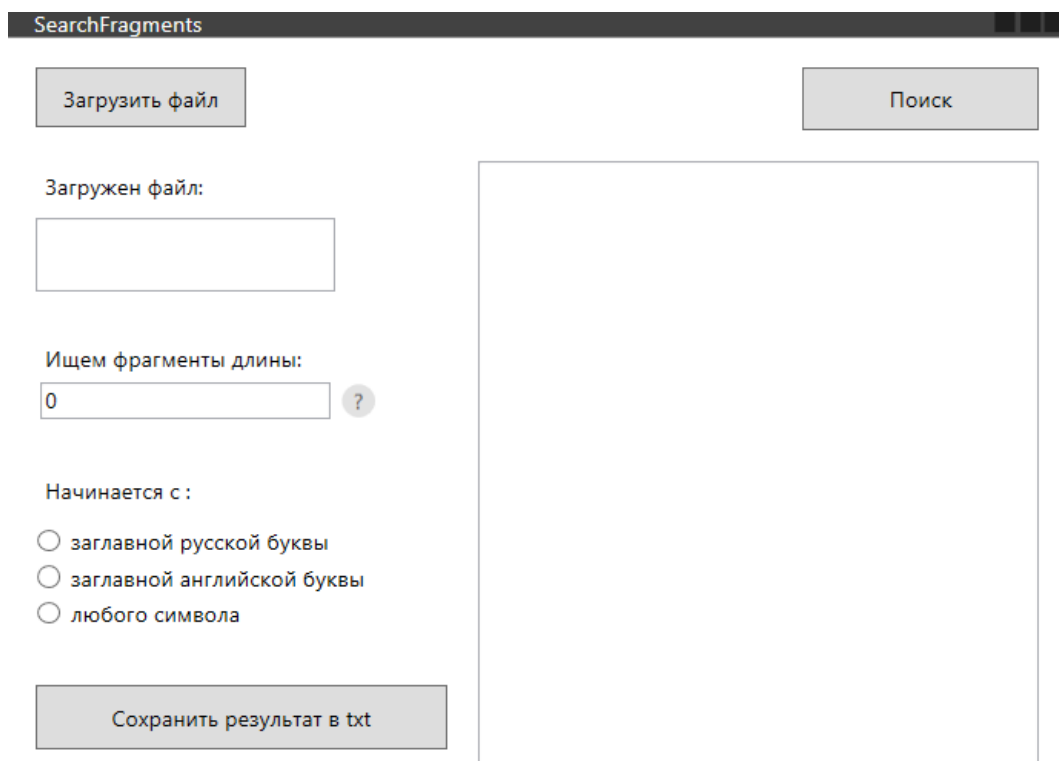 SearchFragments
Загрузить файл
Поиск
Загружен файл:
Ищем фрагменты длины:
0
?
Начинается с :
заглавной русской буквы
заглавной английской буквы
любого символа
Сохранить результат в txt